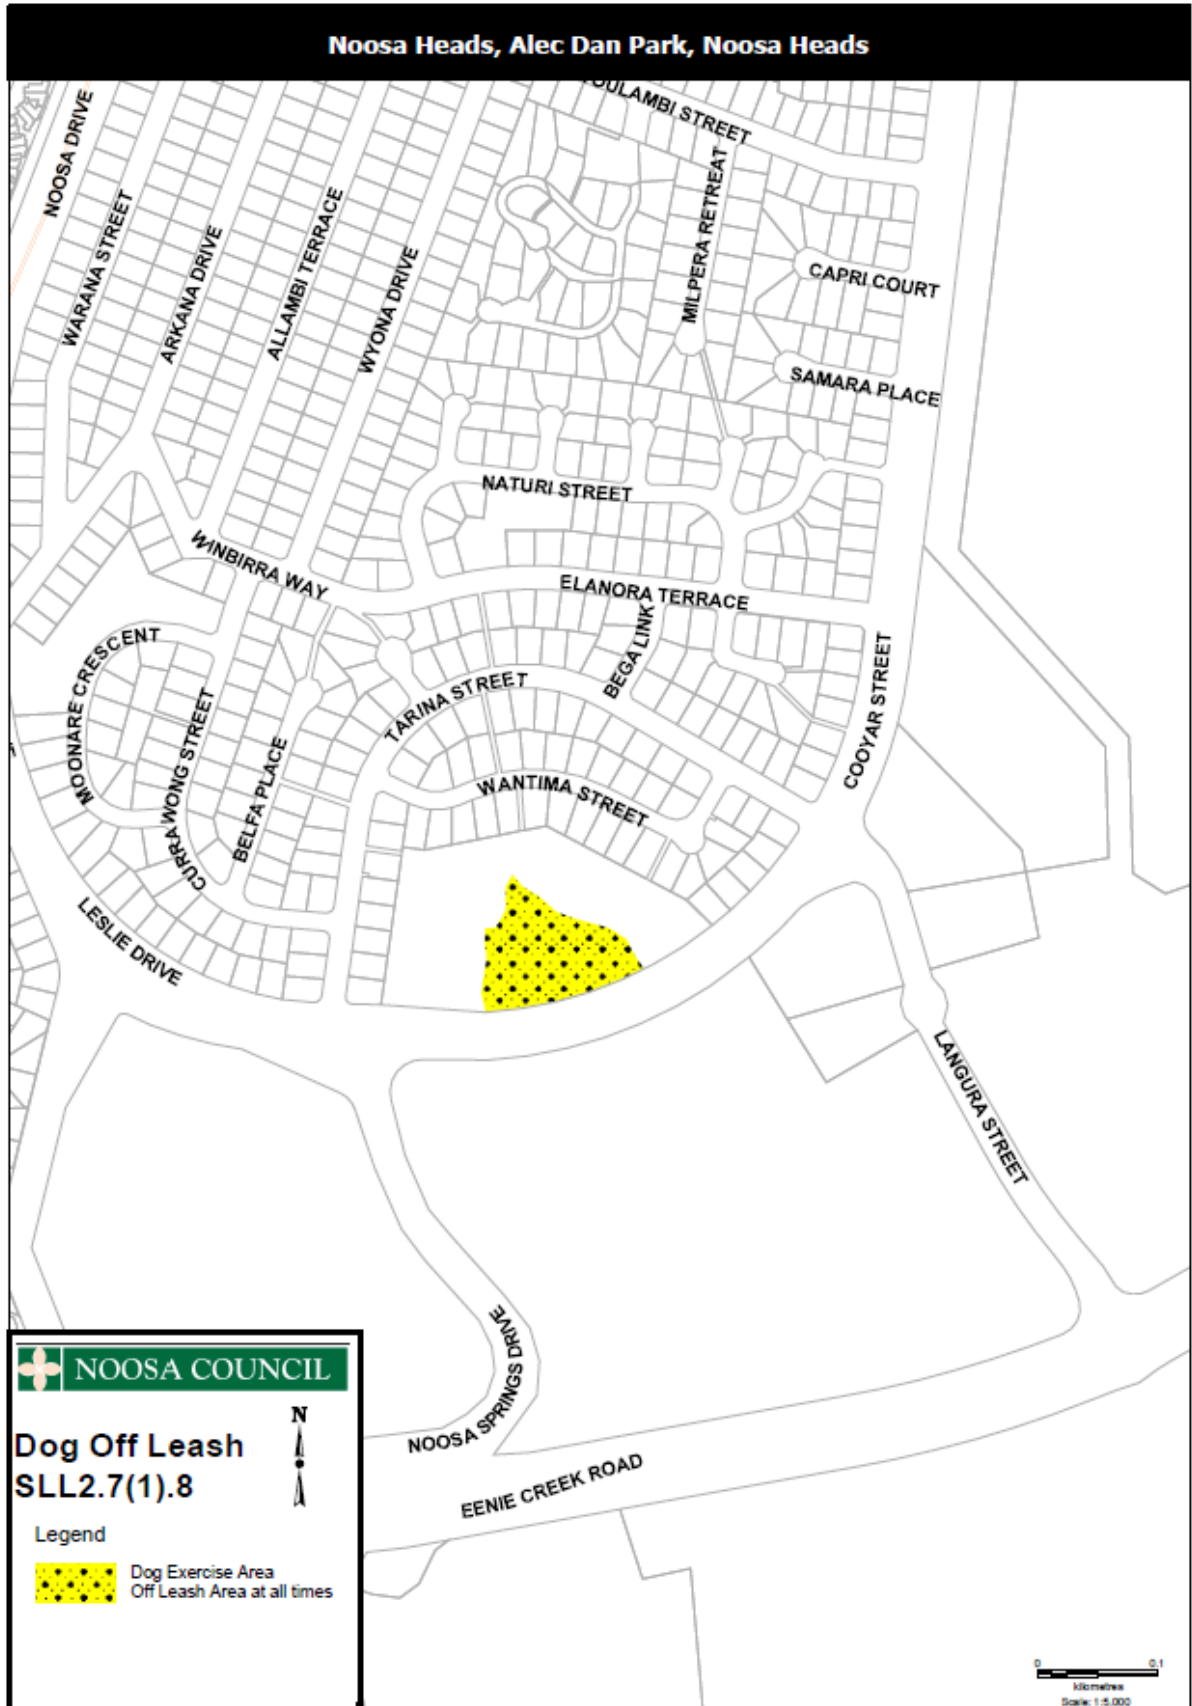 Noosa Heads, Alec Dan Park, Noosa Heads
NOOSA DRIVE
WARANA STREET
ARKANA DRIVE
ALLAMBI TERRACE
WYONA DRIVE
STREET
MILPERA RETREAT
CAPRI COURT
SAMARA PLACE
NATURI STREET
WINBIRRA WAY
ELANORA TERRACE
BEGA LINK
MOONARE CRESCENT
CURRAWONG STREET
BELFA PLACE
TARINA STREET
WANTIMA STREET
COOYAR STREET
LESLIE DRIVE
LANGURA STREET
NOOSA SPRINGS DRIVE
EENIE CREEK ROAD
NOOSA COUNCIL
N
Dog Off Leash
SLL2.7(1).8
Legend
Dog Exercise Area
Off Leash Area at all times
0 0.1
kilometres
Scale: 1:5,000